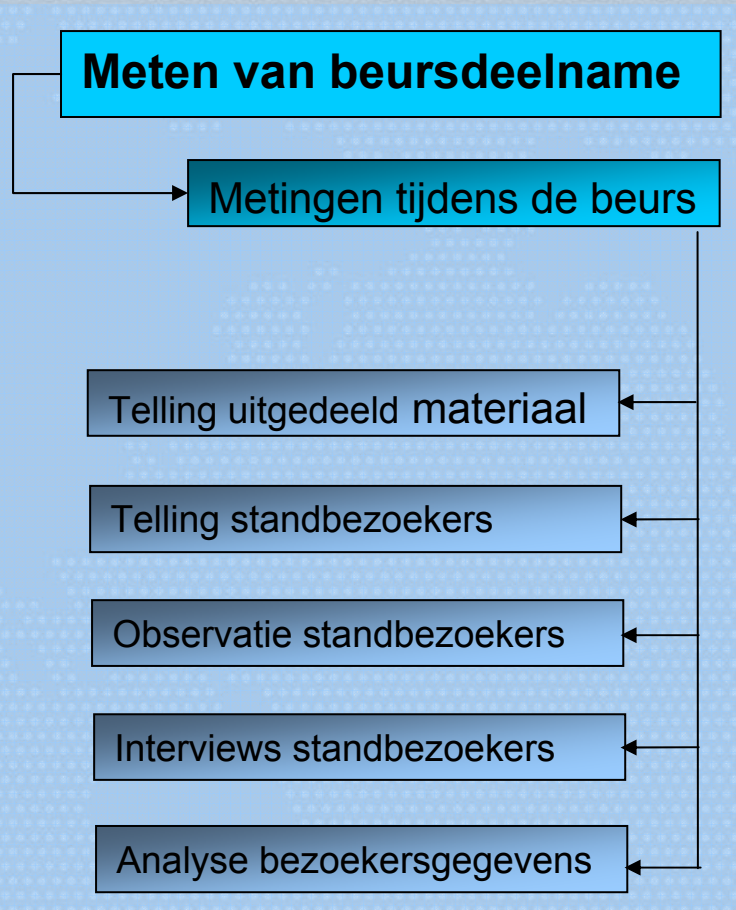 Meten van beursdeelname
Metingen tijdens de beurs
Telling uitgedeeld materiaal
Telling standbezoekers
Observatie standbezoekers
Interviews standbezoekers
Analyse bezoekersgegevens